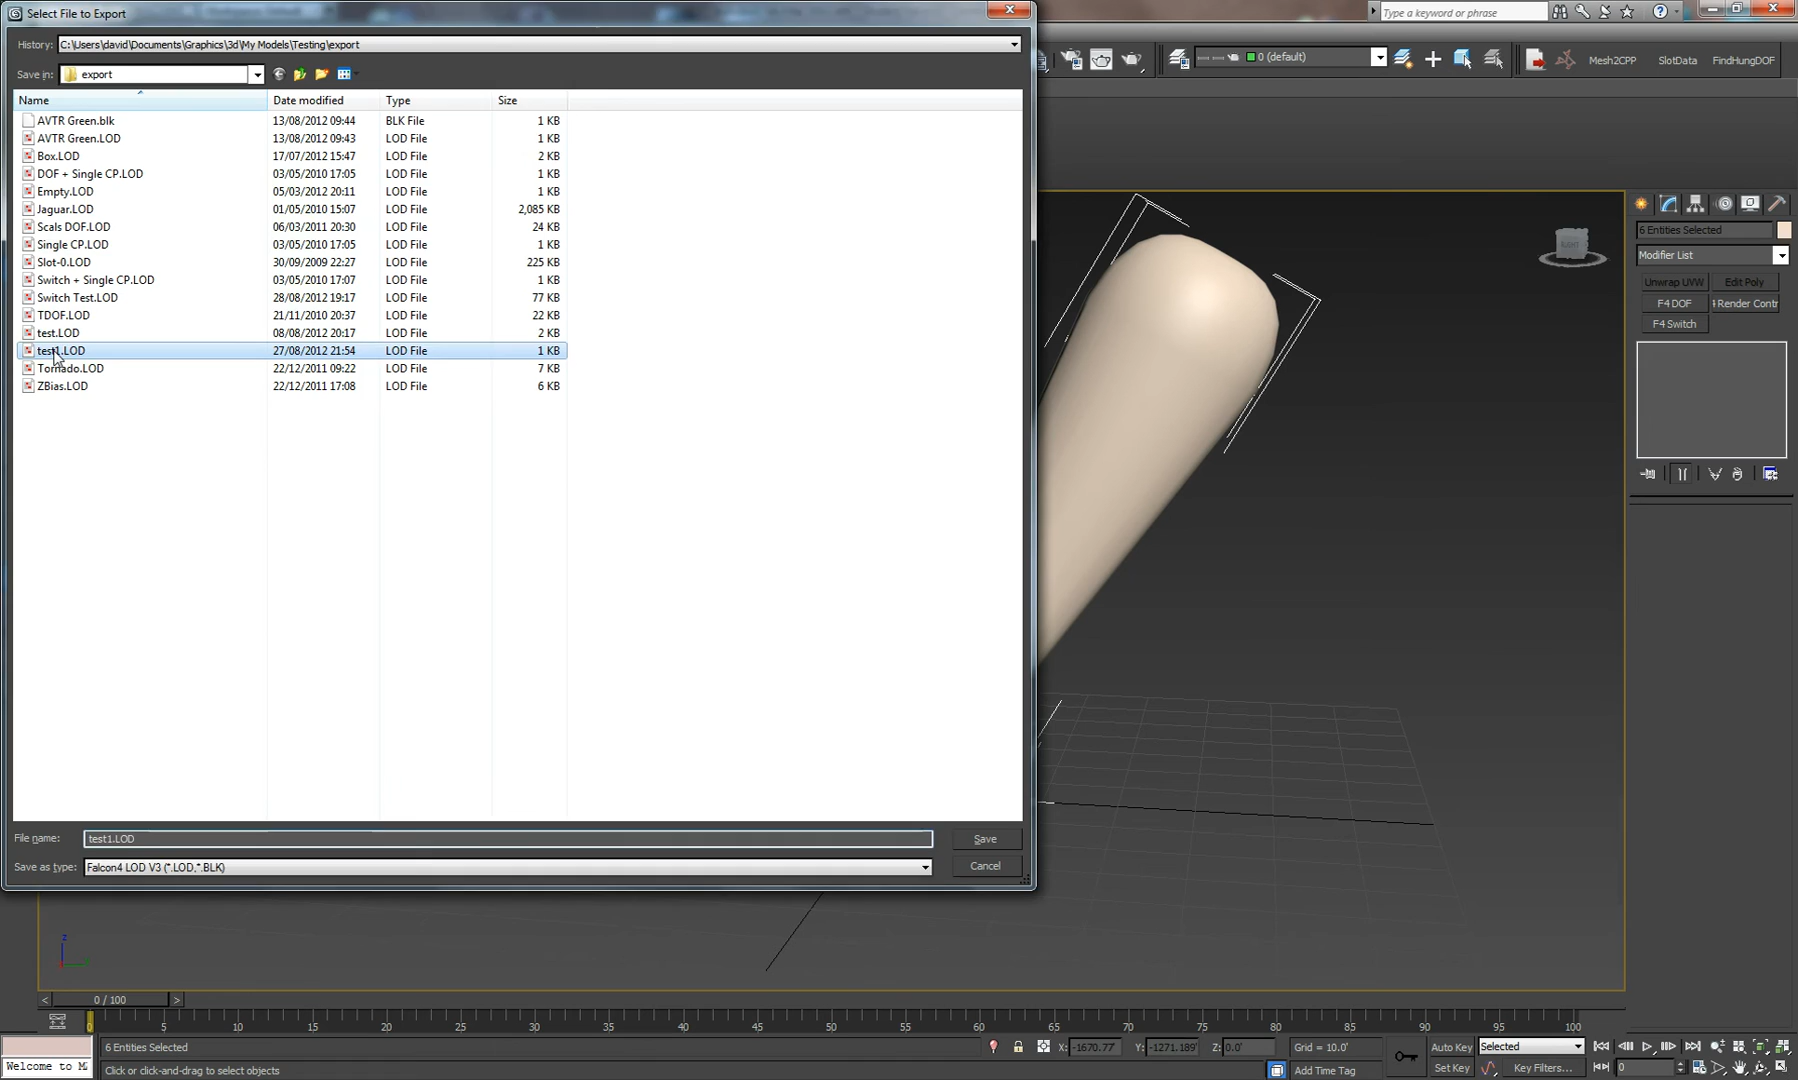 Select File to Export
Type a keyword or phrase
History: C:\Users\david\Documents\Graphics\3d\My Models\Testing\export
Save in: export
0 (default)
Mesh2CPP SlotData FindHungDOF
Name Date modified Type Size
AVTR Green.blk 13/08/2012 09:44 BLK File 1 KB
AVTR Green.LOD 13/08/2012 09:43 LOD File 1 KB
Box.LOD 17/07/2012 15:47 LOD File 2 KB
DOF + Single CP.LOD 03/05/2010 17:05 LOD File 1 KB
Empty.LOD 05/03/2012 20:11 LOD File 1 KB
Jaguar.LOD 01/05/2010 15:07 LOD File 2,085 KB
Scals DOF.LOD 06/03/2011 20:30 LOD File 24 KB
Single CP.LOD 03/05/2010 17:05 LOD File 1 KB
Slot-0.LOD 30/09/2009 22:27 LOD File 225 KB
Switch + Single CP.LOD 03/05/2010 17:07 LOD File 1 KB
Switch Test.LOD 28/08/2012 19:17 LOD File 77 KB
TDOF.LOD 21/11/2010 20:37 LOD File 22 KB
test.LOD 08/08/2012 20:17 LOD File 2 KB
test1.LOD 27/08/2012 21:54 LOD File 1 KB
Tornado.LOD 22/12/2011 09:22 LOD File 7 KB
ZBias.LOD 22/12/2011 17:08 LOD File 6 KB
6 Entities Selected
Modifier List
Unwrap UVW Edit Poly
F4 DOF Render Contr
F4 Switch
RIGHT
File name: test1.LOD Save
Save as type: Falcon4 LOD V3 (*.LOD,*.BLK) Cancel
z
< 0 / 100 >
0 5 10 15 20 25 30 35 40 45 50 55 60 65 70 75 80 85 90 95 100
6 Entities Selected X: -1670.77' Y: -1271.189' Z: 0.0' Grid = 10.0' Auto Key Selected
Welcome to M Click or click-and-drag to select objects Add Time Tag Set Key Key Filters... 0